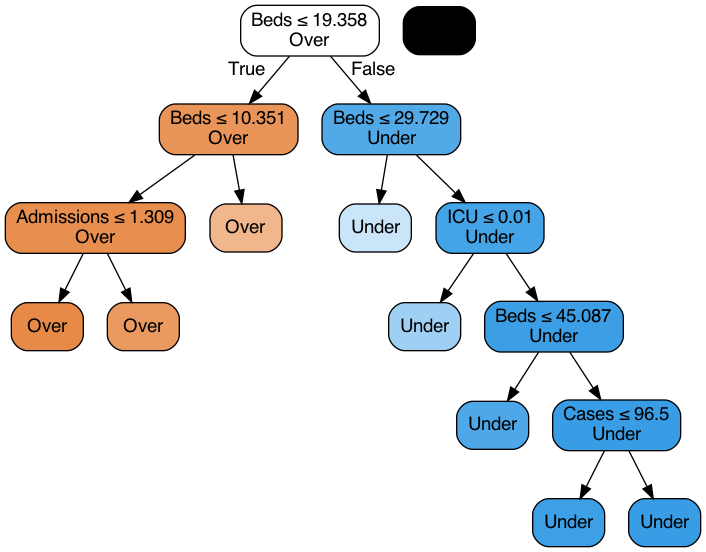 Beds ≤ 19.358
Over
True
False
Beds ≤ 10.351
Over
Beds ≤ 29.729
Under
Admissions ≤ 1.309
Over
Over
Under
ICU ≤ 0.01
Under
Over
Over
Under
Beds ≤ 45.087
Under
Under
Cases ≤ 96.5
Under
Under
Under